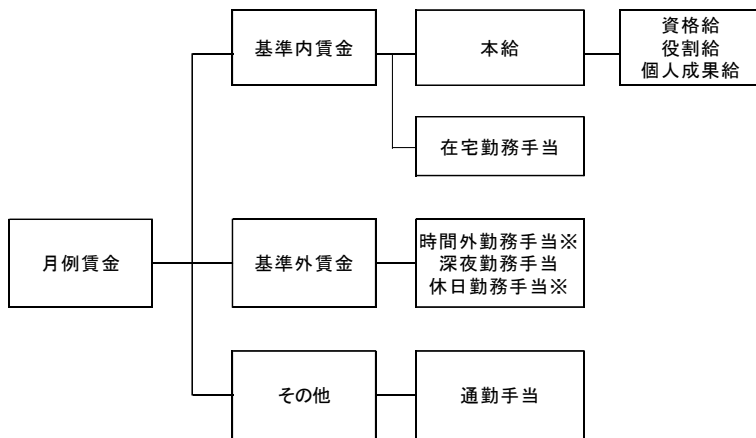 基準内賃金
本給
資格給
役割給
個人成果給
在宅勤務手当
月例賃金
基準外賃金
時間外勤務手当※
深夜勤務手当
休日勤務手当※
その他
通勤手当